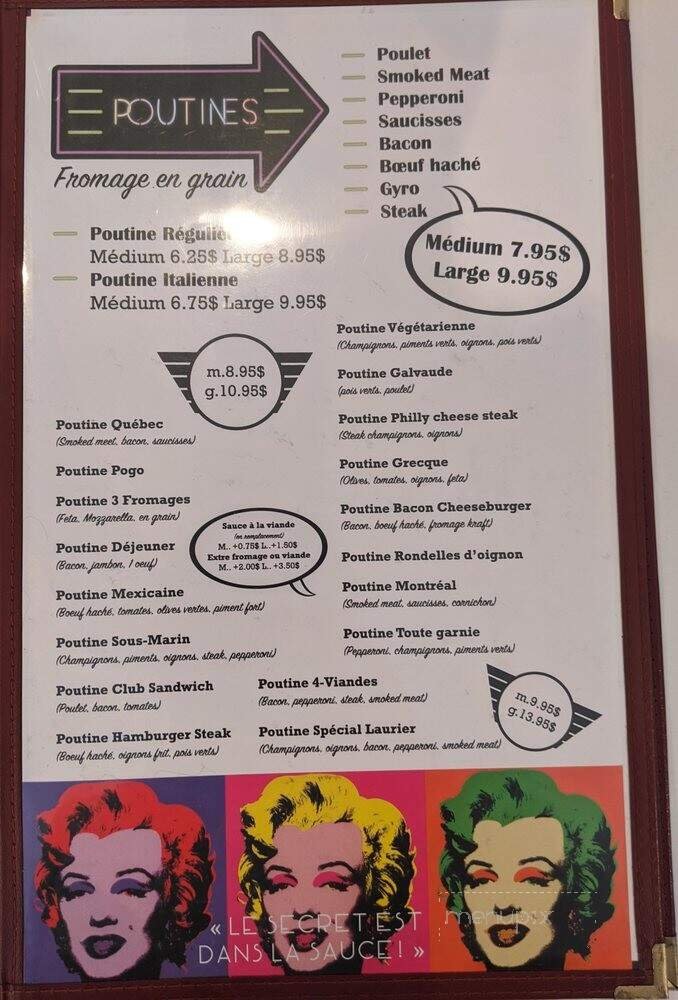 POUTINES
Fromage en grain
Poutine
Médium 6.25$ Large 8.95$
Poutine Italienne
Médium 6.75$ Large 9.95$
Poulet
Smoked Meat
Pepperoni
Saucisses
Bacon
Bœuf haché
Gyro
Steak
Médium 7.95$
Large 9.95$
m.8.95$
g.10.95$
Poutine Québec
(Smoked meet, bacon, saucisses)
Poutine Pogo
Poutine 3 Fromages
(Feta, Mozzarella, en grain)
Poutine Déjeuner
(Bacon, jambon, 1 oeuf)
Poutine Mexicaine
(Boeuf haché, tomates, olives vertes, piment fort)
Poutine Sous-Marin
(Champignons, piments, oignons, steak, pepperoni)
Poutine Club Sandwich
(Poulet, bacon, tomates)
Poutine Hamburger Steak
(Boeuf haché, oignons frit, pois verts)
Sauce à la viande
(en remplacement)
M.. +0.75$ L..+1.50$
Extre fromage ou viande
M.. +2.00$ L.. +3.50$
Poutine Végétarienne
(Champignons, piments verts, oignons, pois verts)
Poutine Galvaude
(pois verts, poulet)
Poutine Philly cheese steak
(Steak champignons, oignons)
Poutine Grecque
(Olives, tomates, oignons, feta)
Poutine Bacon Cheeseburger
(Bacon, boeuf haché, fromage kraft)
Poutine Rondelles d'oignon
Poutine Montréal
(Smoked meat, saucisses, cornichon)
Poutine Toute garnie
(Pepperoni, champignons, piments verts)
Poutine 4-Viandes
(Bacon, pepperoni, steak, smoked meat)
Poutine Spécial Laurier
(Champignons, oignons, bacon, pepperoni, smoked meat)
m.9.95$
g.13.95$
« LE SECRET EST
DANS LA SAUCE ! »
menupix